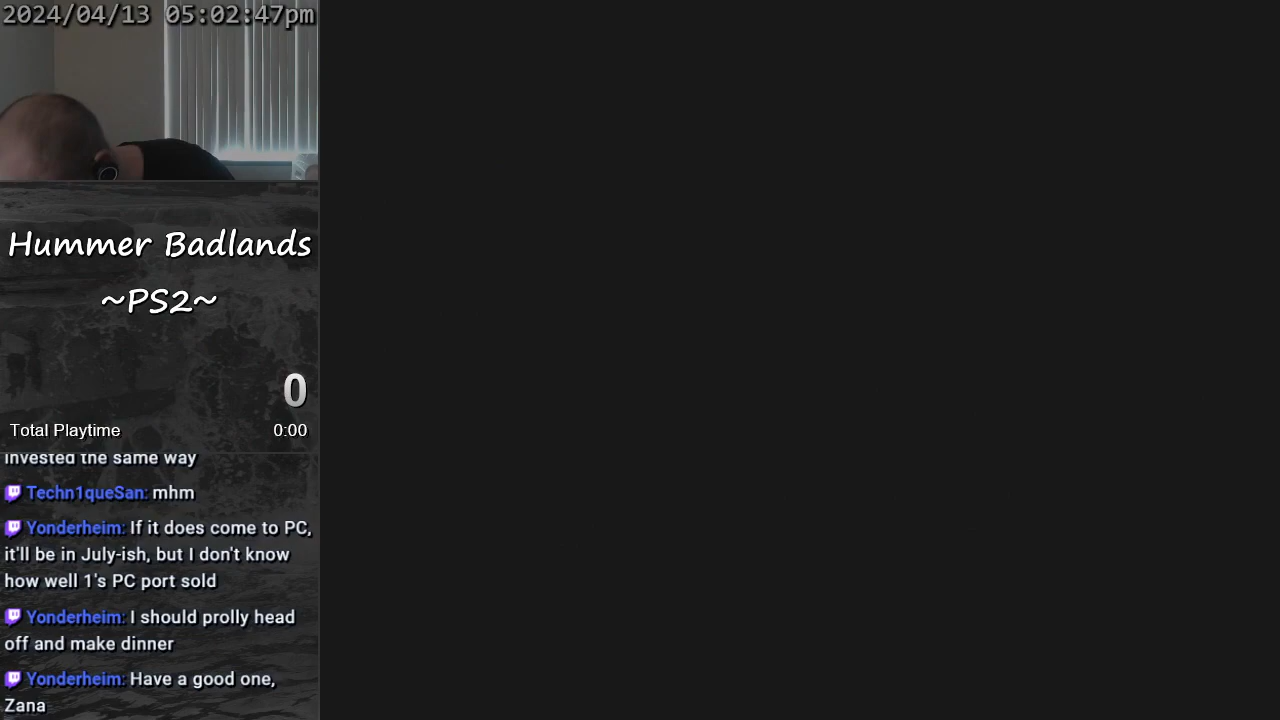 2024/04/13 05:02:47pm
Hummer Badlands
~PS2~
0
Total Playtime 0:00
invested the same way
Techn1queSan: mhm
Yonderheim: If it does come to PC,
it'll be in July-ish, but I don't know
how well 1's PC port sold
Yonderheim: I should prolly head
off and make dinner
Yonderheim: Have a good one,
Zana